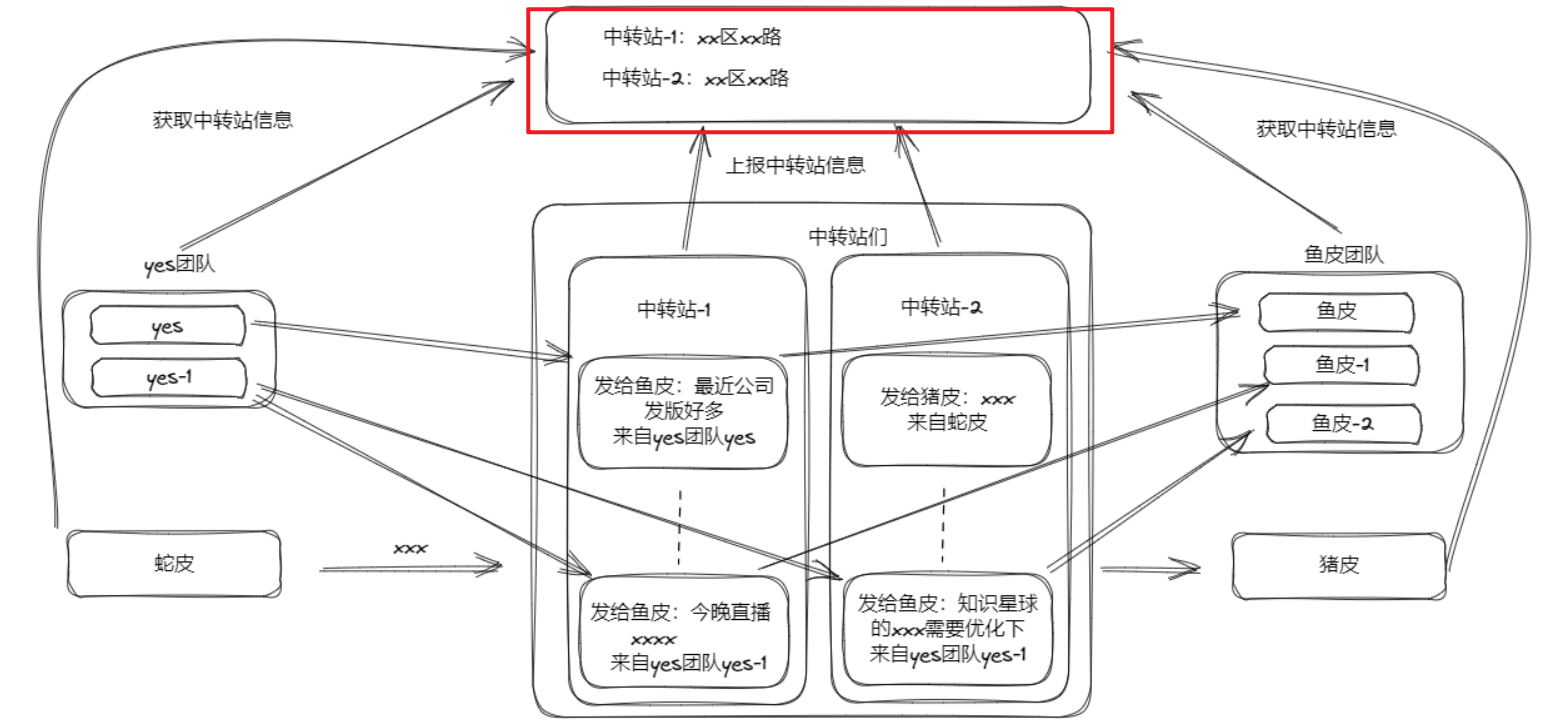 中转站-1：xx区xx路
中转站-2：xx区xx路
获取中转站信息
获取中转站信息
上报中转站信息
中转站们
yes团队
鱼皮团队
yes
yes-1
中转站-1
中转站-2
鱼皮
鱼皮-1
鱼皮-2
发给鱼皮：最近公司
发版好多
来自yes团队yes
发给猪皮：xxx
来自蛇皮
蛇皮
xxx
猪皮
发给鱼皮：今晚直播
xxxx
来自yes团队yes-1
发给鱼皮：知识星球
的xxx需要优化下
来自yes团队yes-1